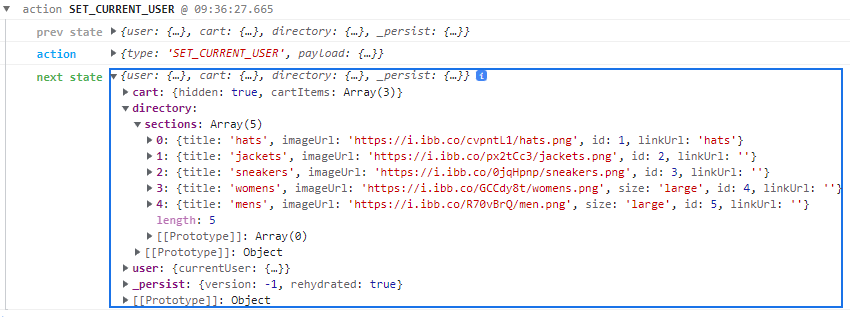 action SET_CURRENT_USER @ 09:36:27.665
prev state {user: {…}, cart: {…}, directory: {…}, _persist: {…}}
action {type: 'SET_CURRENT_USER', payload: {…}}
next state {user: {…}, cart: {…}, directory: {…}, _persist: {…}} i
cart: {hidden: true, cartItems: Array(3)}
directory:
sections: Array(5)
0: {title: 'hats', imageUrl: 'https://i.ibb.co/cvpntL1/hats.png', id: 1, linkUrl: 'hats'}
1: {title: 'jackets', imageUrl: 'https://i.ibb.co/px2tCc3/jackets.png', id: 2, linkUrl: ''}
2: {title: 'sneakers', imageUrl: 'https://i.ibb.co/0jqHpnp/sneakers.png', id: 3, linkUrl: ''}
3: {title: 'womens', imageUrl: 'https://i.ibb.co/GCCdy8t/womens.png', size: 'large', id: 4, linkUrl: ''}
4: {title: 'mens', imageUrl: 'https://i.ibb.co/R70vBrQ/men.png', size: 'large', id: 5, linkUrl: ''}
length: 5
[[Prototype]]: Array(0)
[[Prototype]]: Object
user: {currentUser: {…}}
_persist: {version: -1, rehydrated: true}
[[Prototype]]: Object